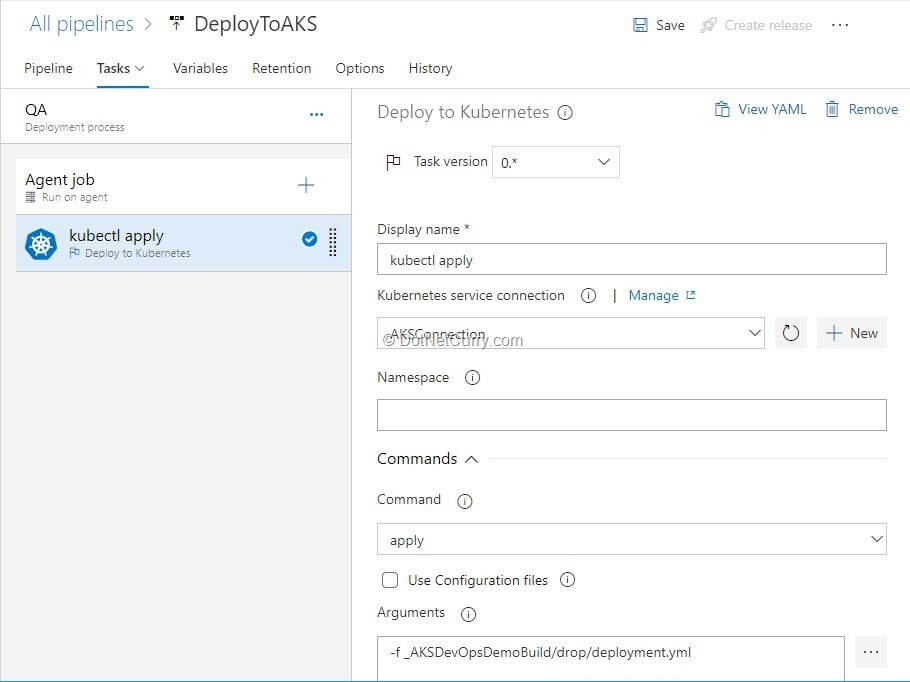 All pipelines > DeployToAKS
Save Create release ...
Pipeline Tasks Variables Retention Options History
QA
Deployment process
...
Agent job
Run on agent
kubectl apply
Deploy to Kubernetes
Deploy to Kubernetes
View YAML Remove
Task version 0.*
Display name *
kubectl apply
Kubernetes service connection | Manage
AKSConnection
© DotNetCurry.com
New
Namespace
Commands
Command
apply
Use Configuration files
Arguments
-f _AKSDevOpsDemoBuild/drop/deployment.yml
...